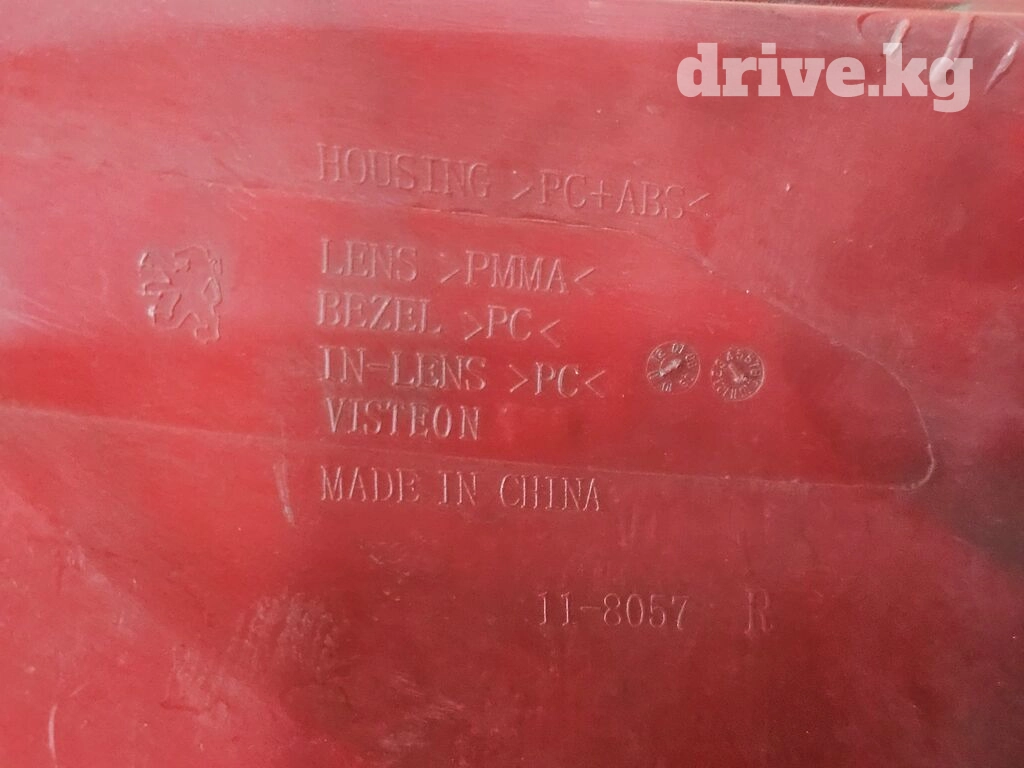 drive.kg
HOUSING >PC+ABS<
LENS >PMMA<
BEZEL >PC<
IN-LENS >PC<
VISTEON
MADE IN CHINA
11-8057 R